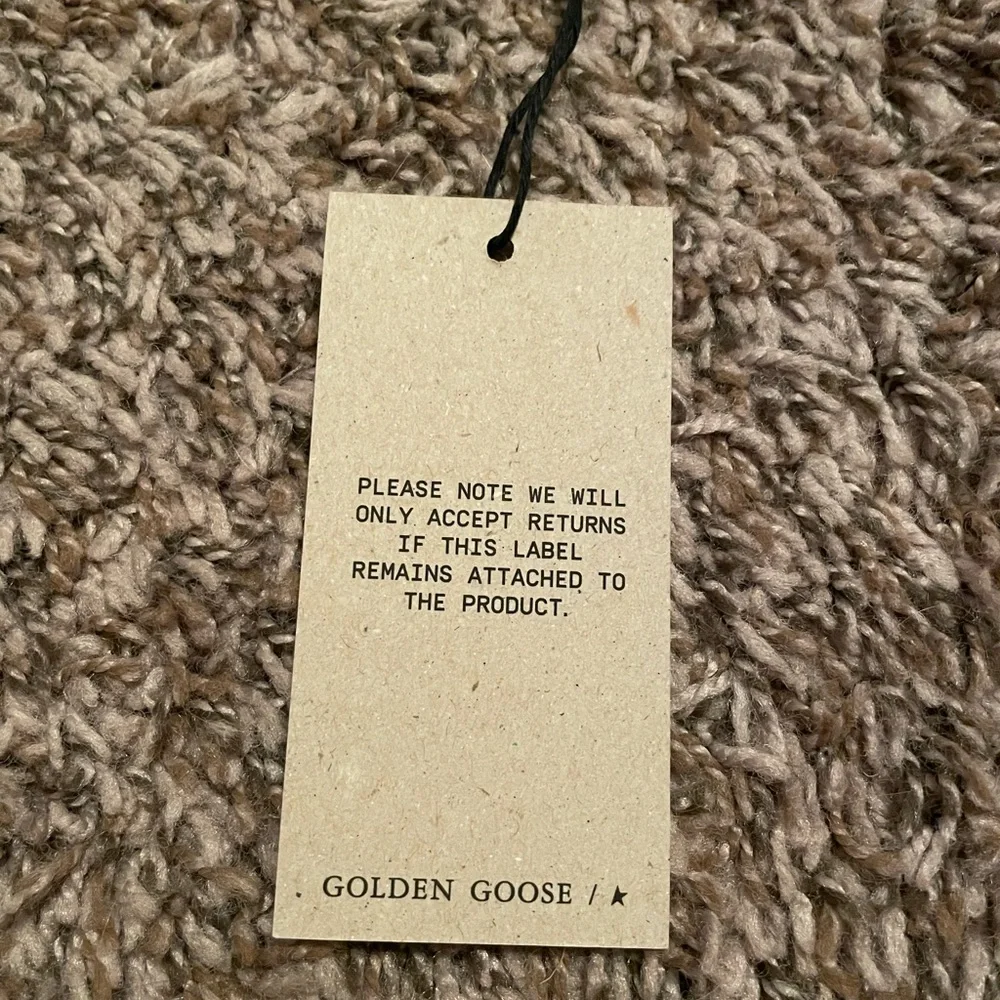 PLEASE NOTE WE WILL
ONLY ACCEPT RETURNS
IF THIS LABEL
REMAINS ATTACHED TO
THE PRODUCT.
GOLDEN GOOSE / ★